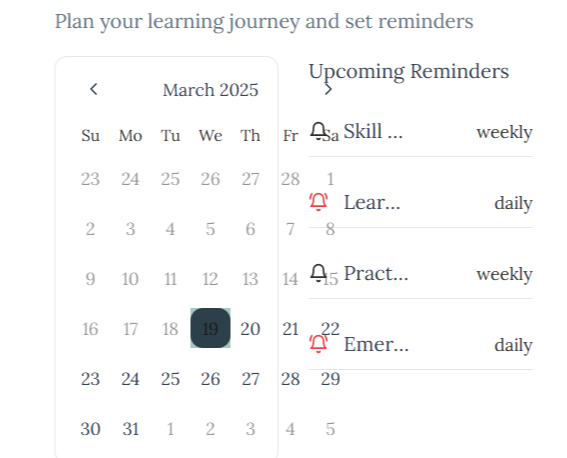 Plan your learning journey and set reminders
March 2025
Su Mo Tu We Th Fr Sa
23 24 25 26 27 28 1
2 3 4 5 6 7 8
9 10 11 12 13 14 15
16 17 18 19 20 21 22
23 24 25 26 27 28 29
30 31 1 2 3 4 5
Upcoming Reminders
Skill ... weekly
Lear... daily
Pract... weekly
Emer... daily